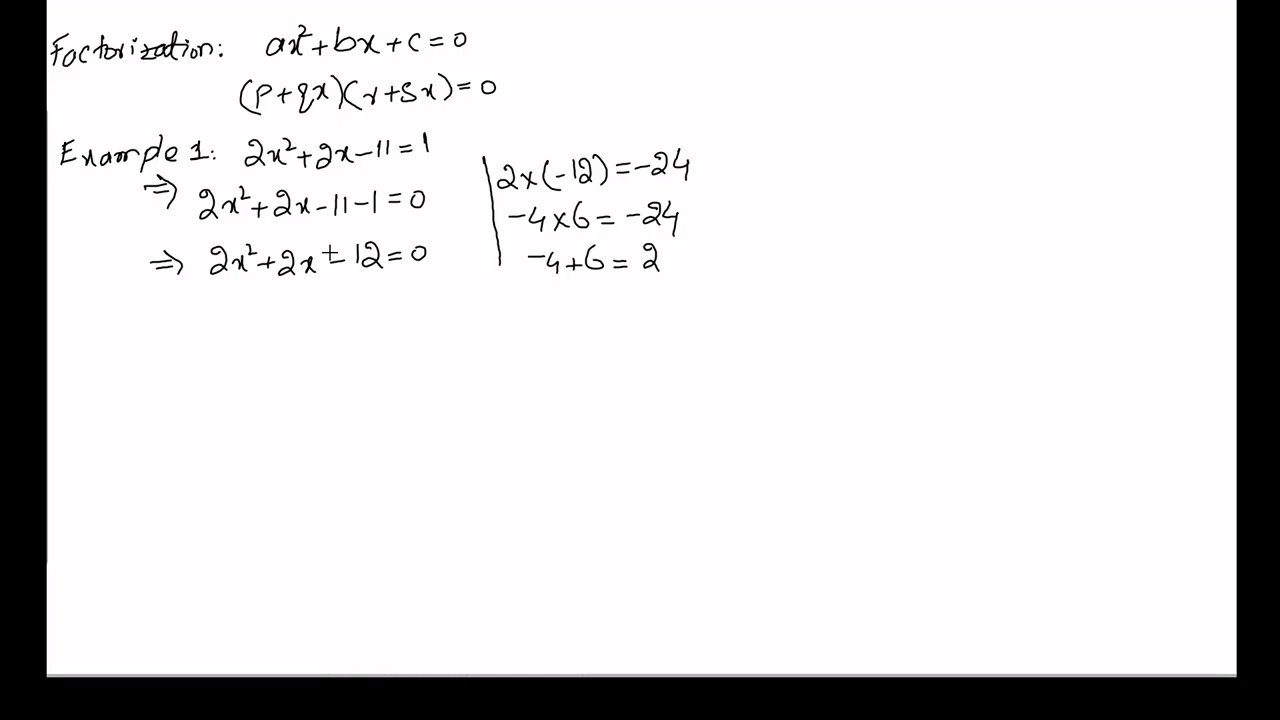 Factorization: ax²+bx+c=0
(p+qx)(r+sx)=0
Example 1: 2x²+2x-11=1
⇒ 2x²+2x-11-1=0
⇒ 2x²+2x±12=0
2×(-12)=-24
-4×6=-24
-4+6=2